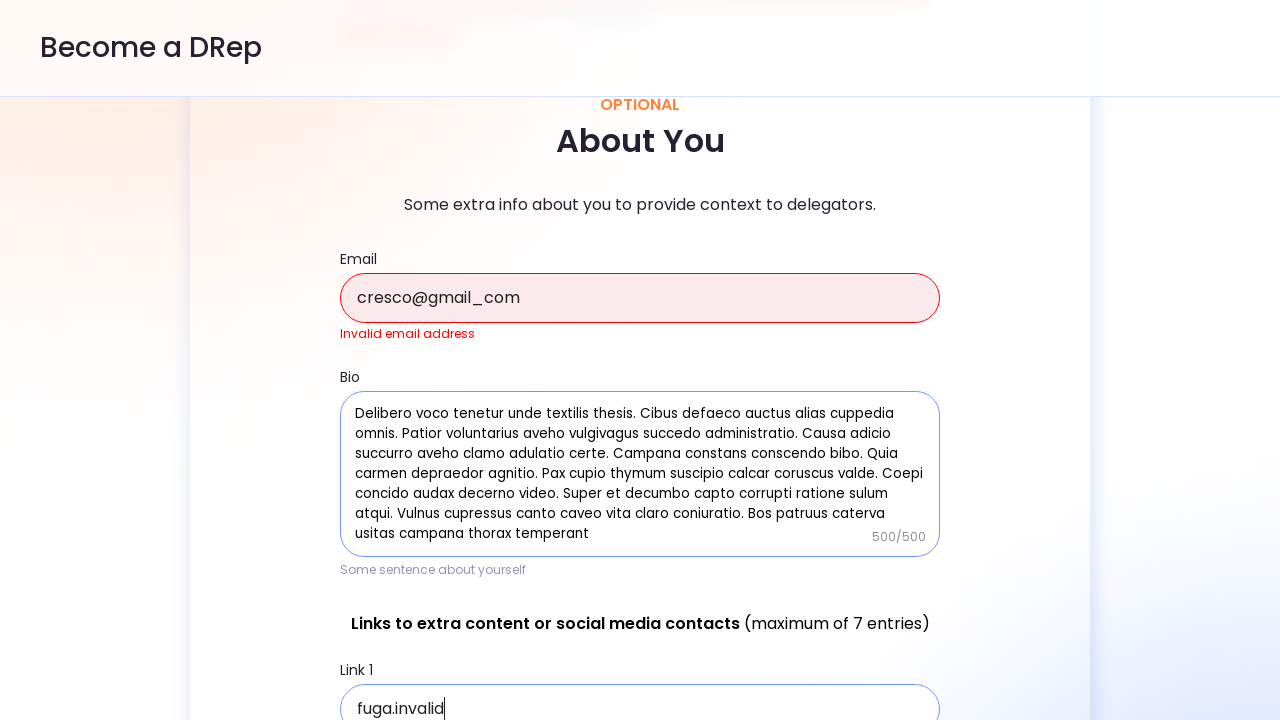 Become a DRep
OPTIONAL
About You
Some extra info about you to provide context to delegators.
Email
cresco@gmail_com
Invalid email address
Bio
Delibero voco tenetur unde textilis thesis. Cibus defaeco auctus alias cuppedia
omnis. Patior voluntarius aveho vulgivagus succedo administratio. Causa adicio
succurro aveho clamo adulatio certe. Campana constans conscendo bibo. Quia
carmen depraedor agnitio. Pax cupio thymum suscipio calcar coruscus valde. Coepi
concido audax decerno video. Super et decumbo capto corrupti ratione sulum
atqui. Vulnus cupressus canto caveo vita claro coniuratio. Bos patruus caterva
usitas campana thorax temperant
500/500
Some sentence about yourself
Links to extra content or social media contacts (maximum of 7 entries)
Link 1
fuga.invalid